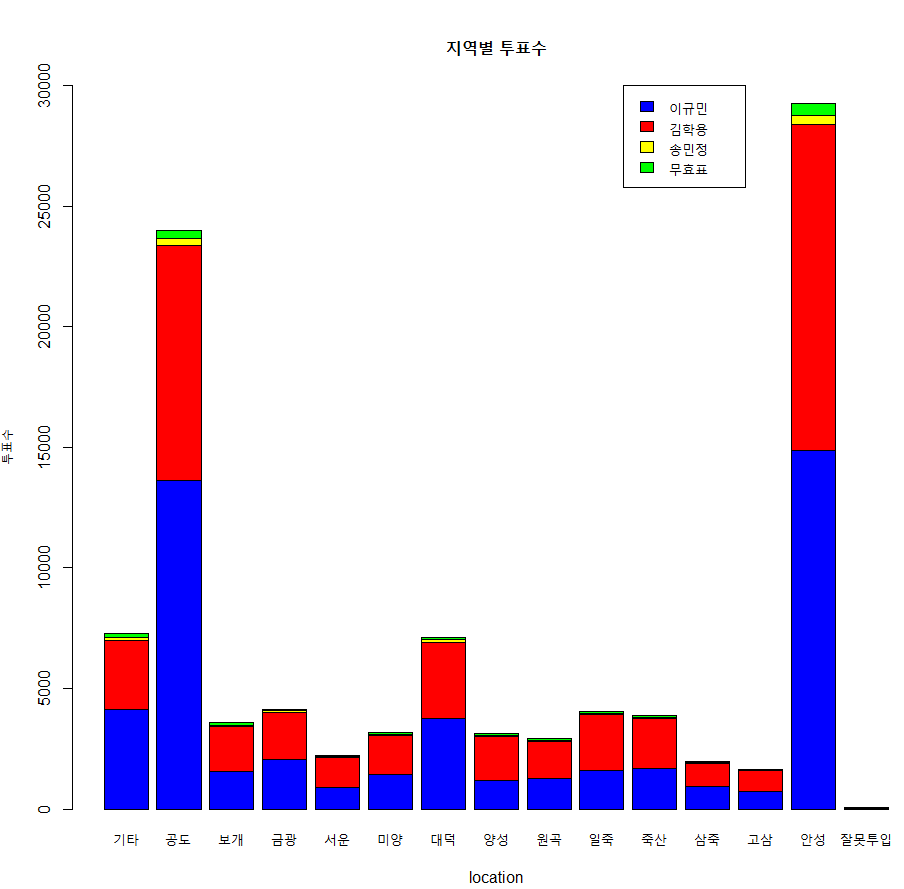 지역별 투표수
이규민
김학용
송민정
무효표
30000
25000
20000
15000
10000
5000
0
투표수
기타 공도 보개 금광 서운 미양 대덕 양성 원곡 일죽 죽산 삼죽 고삼 안성 잘못투입
location